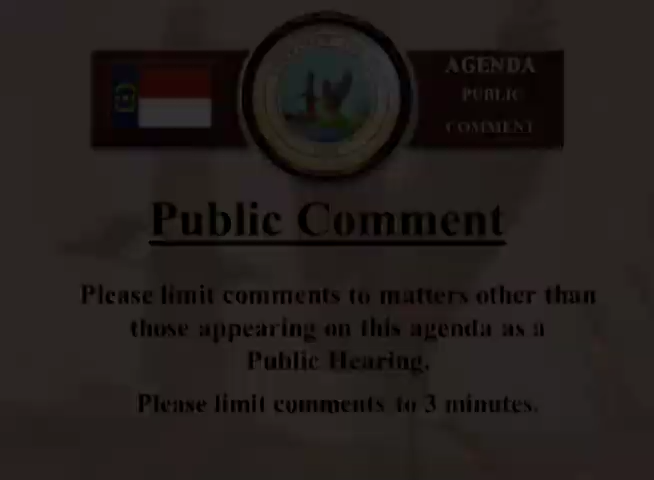 AGENDA
PUBLIC
COMMENT
Public Comment
Please limit comments to matters other than
those appearing on this agenda as a
Public Hearing.
Please limit comments to 3 minutes.